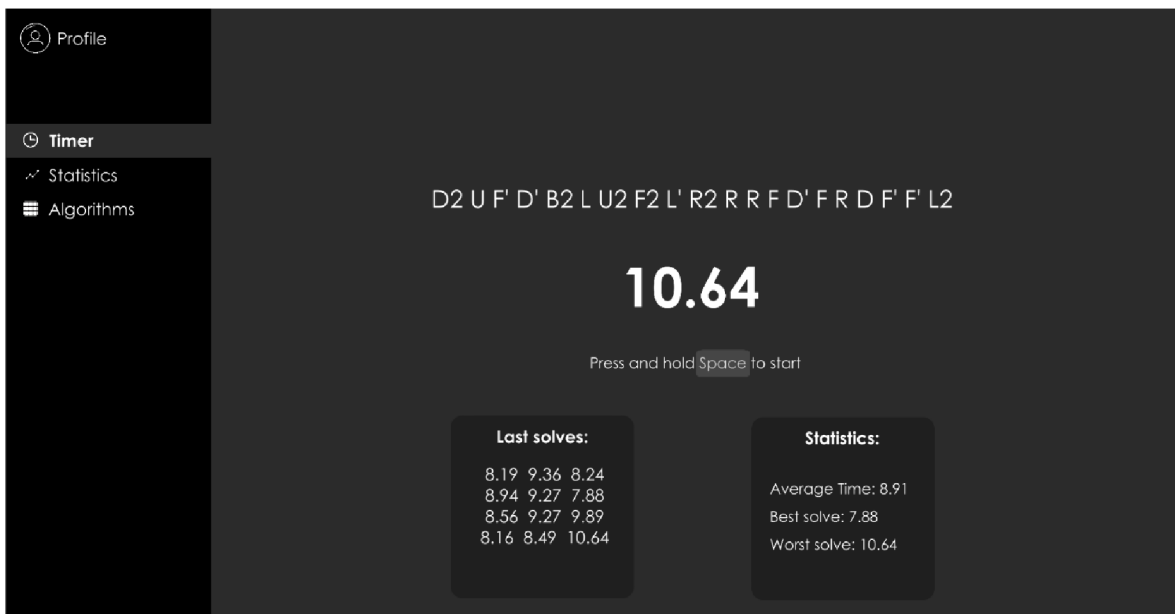 Profile
Timer
Statistics
Algorithms
D2 U F' D' B2 L U2 F2 L' R2 R R F D' F R D F' F' L2
10.64
Press and hold Space to start
Last solves:
8.19 9.36 8.24
8.94 9.27 7.88
8.56 9.27 9.89
8.16 8.49 10.64
Statistics:
Average Time: 8.91
Best solve: 7.88
Worst solve: 10.64